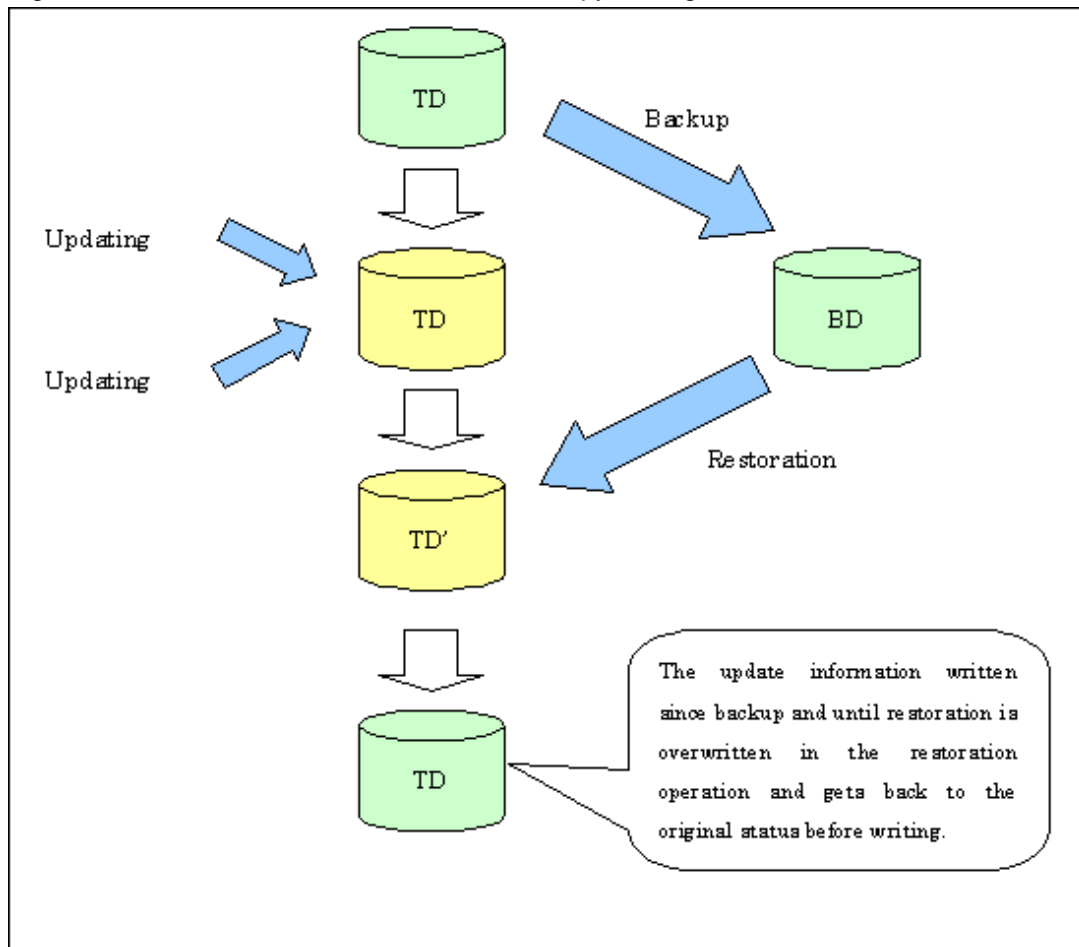 TD
Backup
Updating
TD
BD
Updating
Restoration
TD'
The update information written
since backup and until restoration is
overwritten in the restoration
operation and gets back to the
original status before writing.
TD